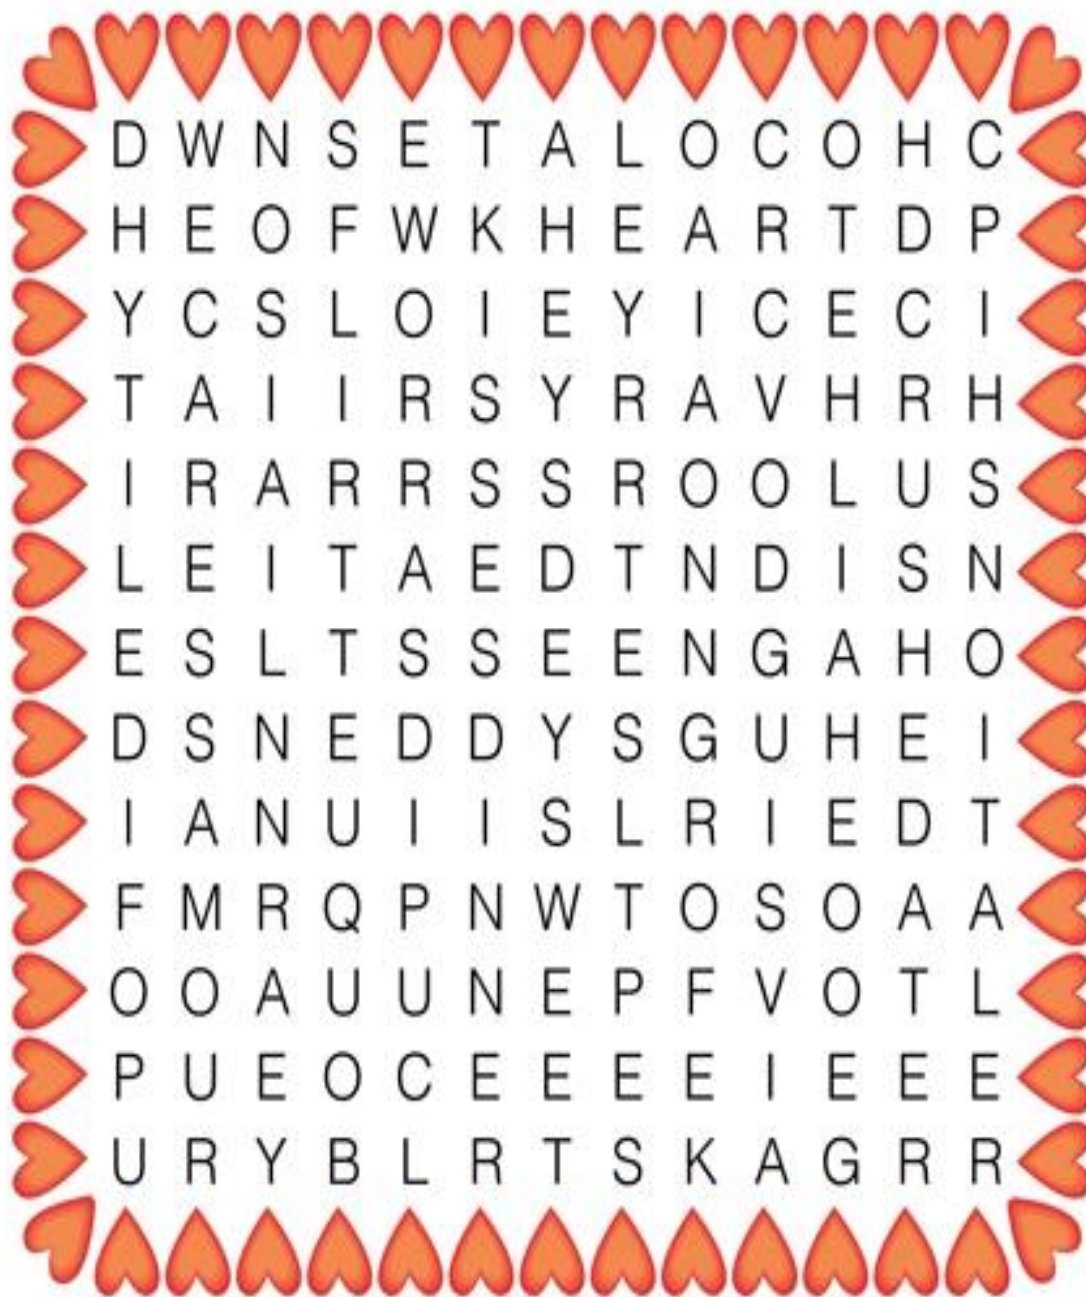 D W N S E T A L O C O H C
H E O F W K H E A R T D P
Y C S L O I E Y I C E C I
T A I I R S Y R A V H R H
I R A R R S S R O O L U S
L E I T A E D T N D I S N
E S L T S S E E N G A H O
D S N E D D Y S G U H E I
I A N U I I S L R I E D T
F M R Q P N W T O S O A A
O O A U U N E P F V O T L
P U E O C E E E E I E E E
U R Y B L R T S K A G R R